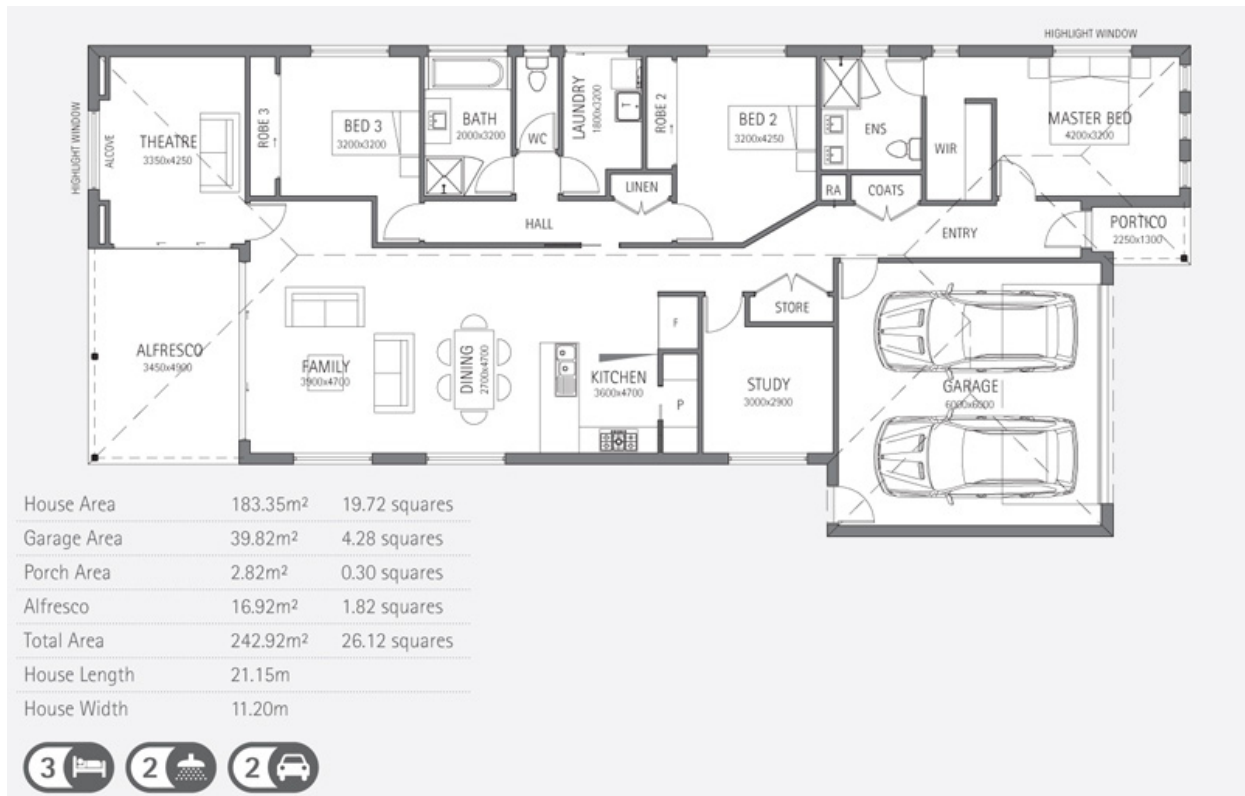 HIGHLIGHT WINDOW
HIGHLIGHT WINDOW
ALCOVE
THEATRE
3350x4250
ROBE 3
BED 3
3200x3200
BATH
2000x3200
WC
LAUNDRY
1800x3200
T
ROBE 2
BED 2
3200x4250
ENS
WIR
MASTER BED
4200x3200
LINEN
RA
COATS
HALL
ENTRY
PORTICO
2250x1300
ALFRESCO
3450x4900
FAMILY
3900x4700
DINING
2700x4700
KITCHEN
3600x4700
F
P
STORE
STUDY
3000x2900
GARAGE
6000x6000
House Area 183.35m² 19.72 squares
Garage Area 39.82m² 4.28 squares
Porch Area 2.82m² 0.30 squares
Alfresco 16.92m² 1.82 squares
Total Area 242.92m² 26.12 squares
House Length 21.15m
House Width 11.20m
3 2 2